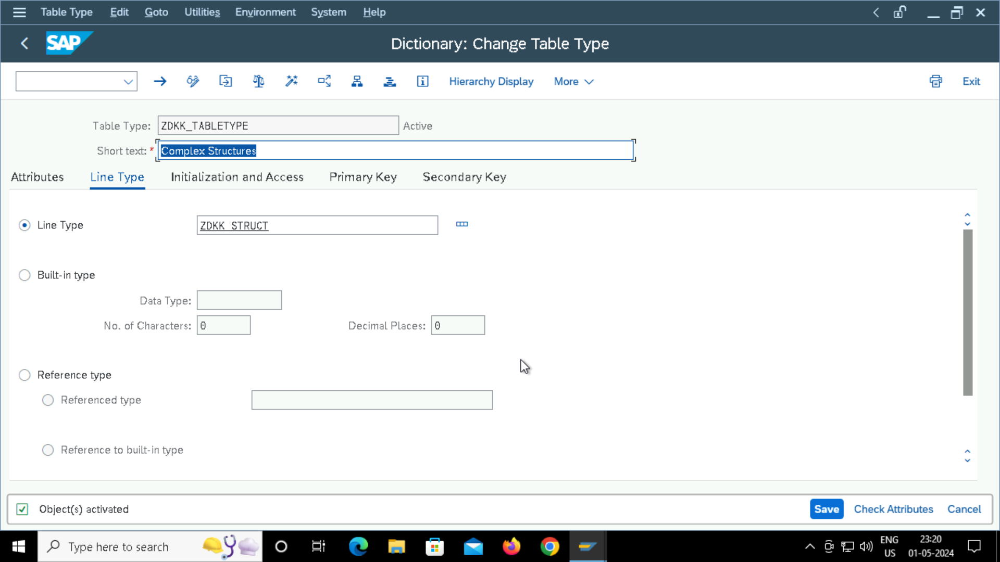 Table Type Edit Goto Utilities Environment System Help
SAP Dictionary: Change Table Type
Hierarchy Display More Exit
Table Type: ZDKK_TABLETYPE Active
Short text: * Complex Structures
Attributes Line Type Initialization and Access Primary Key Secondary Key
Line Type ZDKK_STRUCT
Built-in type
Data Type:
No. of Characters: 0 Decimal Places: 0
Reference type
Referenced type
Reference to built-in type
Object(s) activated Save Check Attributes Cancel
Type here to search ENG 23:20
US 01-05-2024